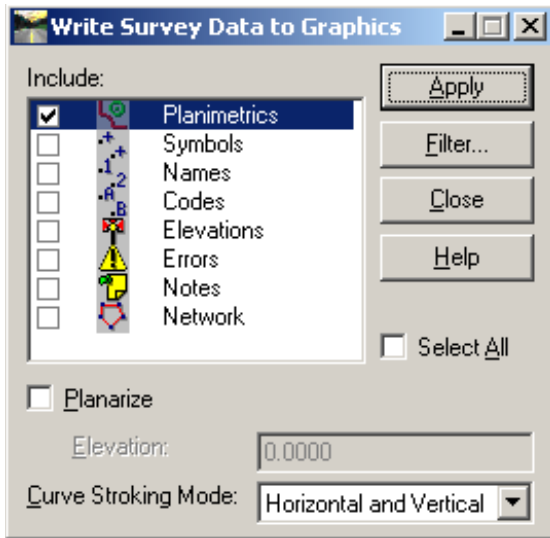 Write Survey Data to Graphics
Include:
Planimetrics
Symbols
Names
Codes
Elevations
Errors
Notes
Network
Apply
Filter...
Close
Help
Select All
Planarize
Elevation: 0.0000
Curve Stroking Mode: Horizontal and Vertical